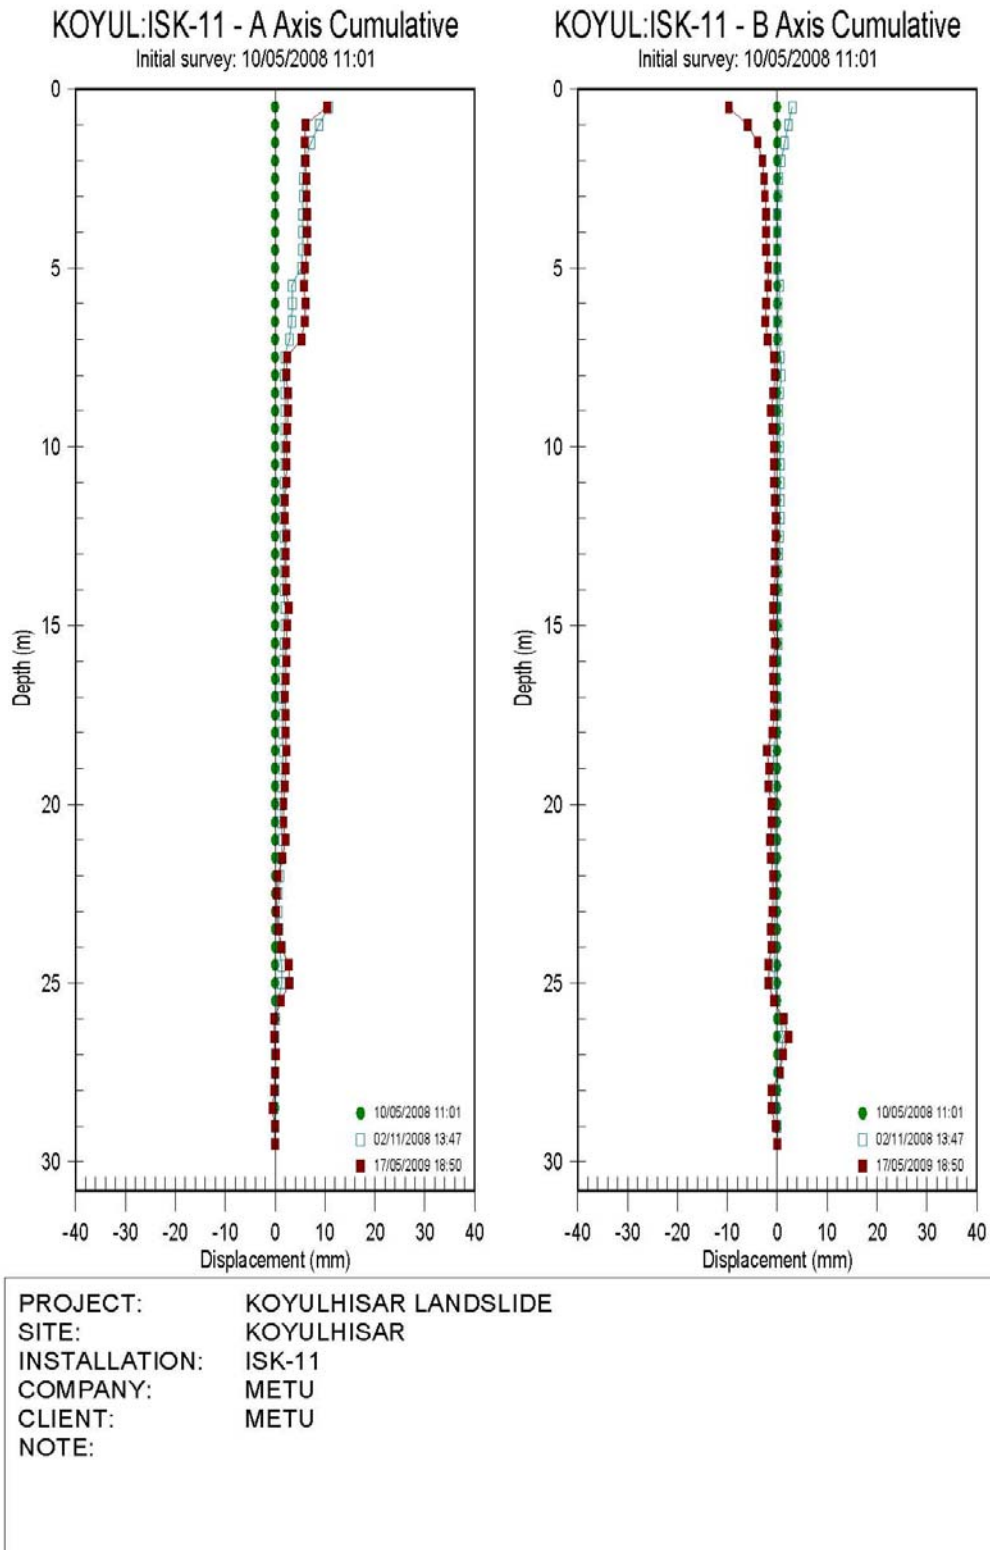 KOYUL:ISK-11 - A Axis Cumulative
Initial survey: 10/05/2008 11:01
0
5
10
15
20
25
30
Depth (m)
10/05/2008 11:01
02/11/2008 13:47
17/05/2009 18:50
-40 -30 -20 -10 0 10 20 30 40
Displacement (mm)
KOYUL:ISK-11 - B Axis Cumulative
Initial survey: 10/05/2008 11:01
0
5
10
15
20
25
30
Depth (m)
10/05/2008 11:01
02/11/2008 13:47
17/05/2009 18:50
-40 -30 -20 -10 0 10 20 30 40
Displacement (mm)
PROJECT: KOYULHISAR LANDSLIDE
SITE: KOYULHISAR
INSTALLATION: ISK-11
COMPANY: METU
CLIENT: METU
NOTE: